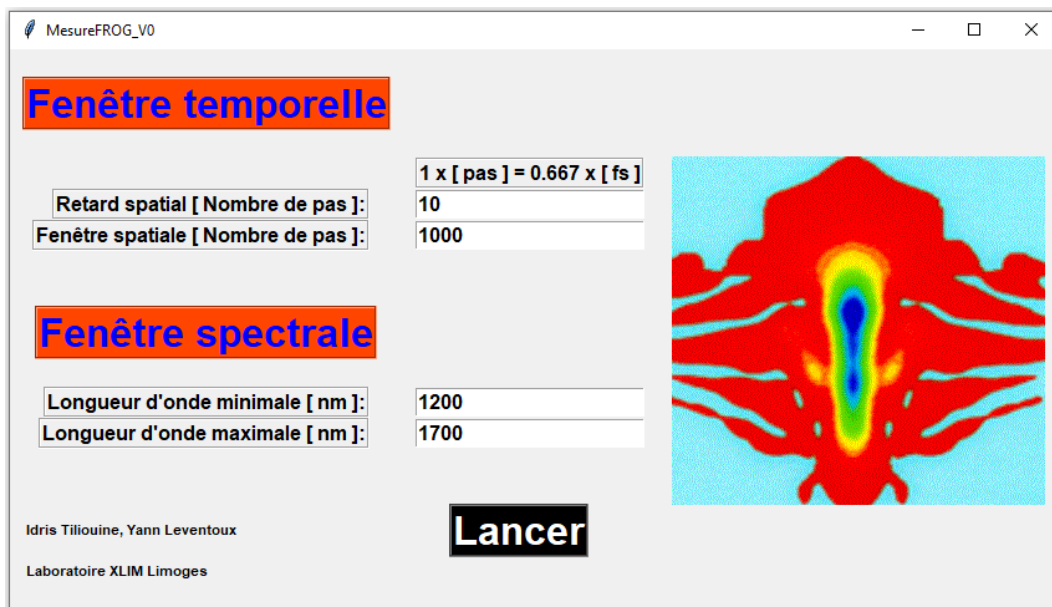 MesureFROG_V0
Fenêtre temporelle
1 x [ pas ] = 0.667 x [ fs ]
Retard spatial [ Nombre de pas ]: 10
Fenêtre spatiale [ Nombre de pas ]: 1000
Fenêtre spectrale
Longueur d'onde minimale [ nm ]: 1200
Longueur d'onde maximale [ nm ]: 1700
Lancer
Idris Tiliouine, Yann Leventoux
Laboratoire XLIM Limoges